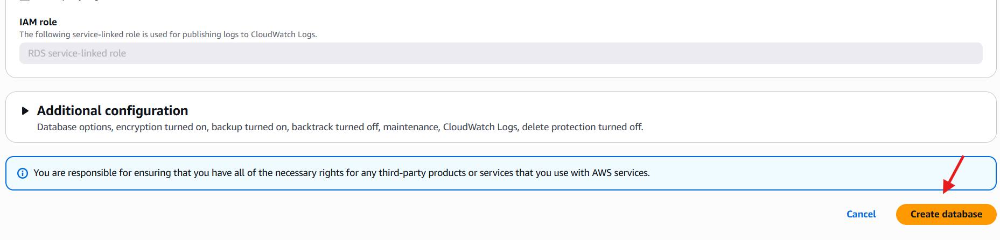 IAM role
The following service-linked role is used for publishing logs to CloudWatch Logs.
RDS service-linked role
Additional configuration
Database options, encryption turned on, backup turned on, backtrack turned off, maintenance, CloudWatch Logs, delete protection turned off.
You are responsible for ensuring that you have all of the necessary rights for any third-party products or services that you use with AWS services.
Cancel
Create database